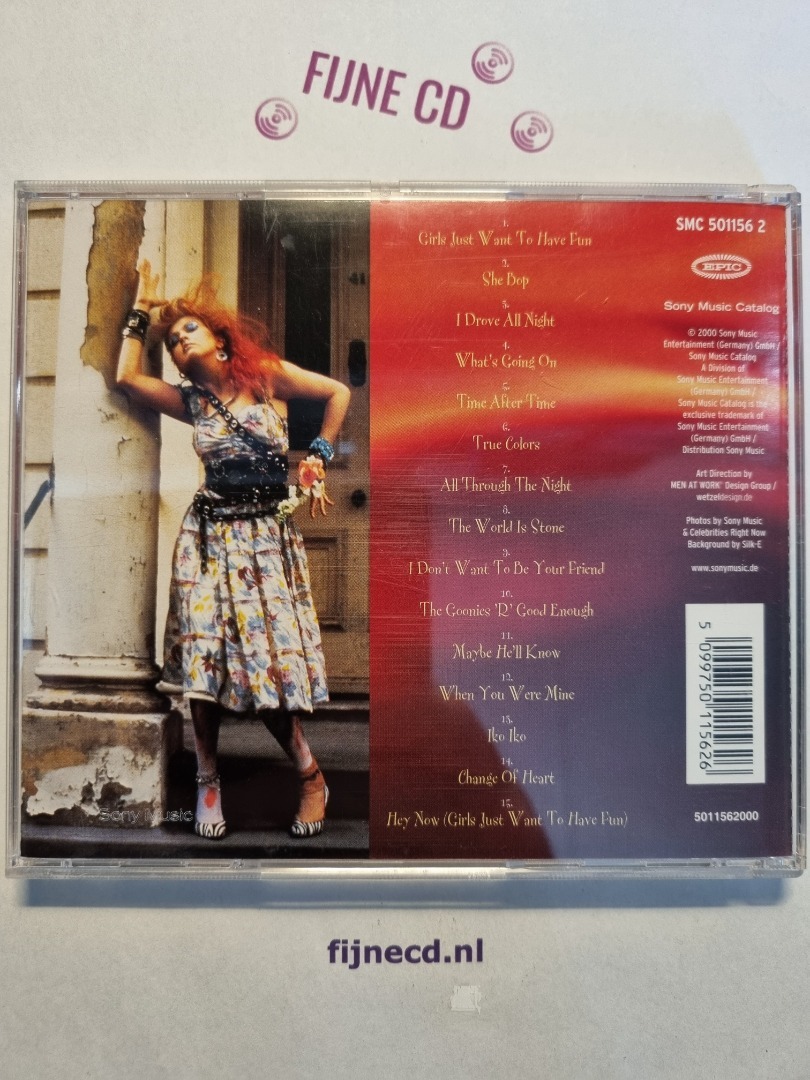 FIJNE CD
41
1.
Girls Just Want To Have Fun
2.
She Bop
3.
I Drove All Night
4.
What's Going On
5.
Time After Time
6.
True Colors
7.
All Through The Night
8.
The World Is Stone
9.
I Don't Want To Be Your Friend
10.
The Goonies 'R' Good Enough
11.
Maybe He'll Know
12.
When You Were Mine
13.
Iko Iko
14.
Change Of Heart
15.
Hey Now (Girls Just Want To Have Fun)
SMC 501156 2
EPIC
Sony Music Catalog
© 2000 Sony Music
Entertainment (Germany) GmbH /
Sony Music Catalog
A Division of
Sony Music Entertainment
(Germany) GmbH /
Sony Music Catalog is the
exclusive trademark of
Sony Music Entertainment
(Germany) GmbH /
Distribution Sony Music
Art Direction by
MEN AT WORK® Design Group /
wetzeldesign.de
Photos by Sony Music
& Celebrities Right Now
Background by Silk-E
www.sonymusic.de
5 099750 115626
5011562000
Sony Music
fijnecd.nl